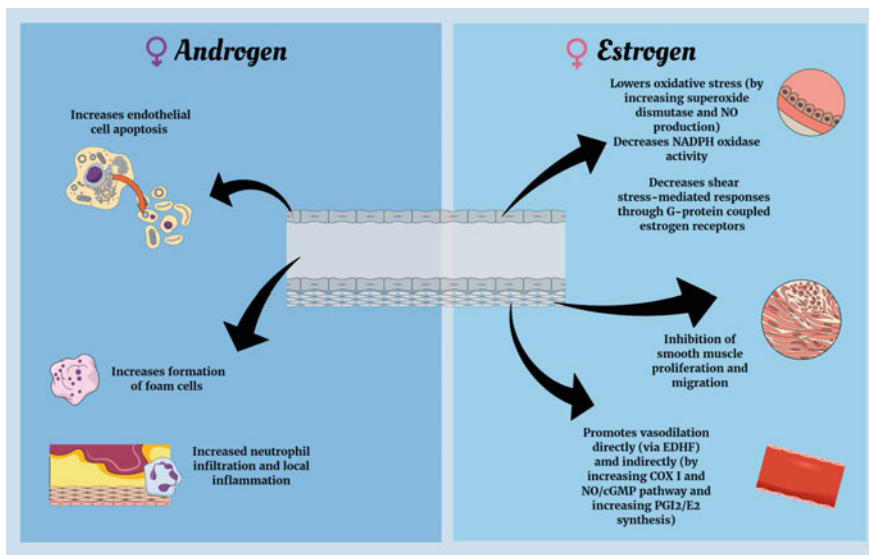 Androgen
Increases endothelial
cell apoptosis
Increases formation
of foam cells
Increased neutrophil
infiltration and local
inflammation
Estrogen
Lowers oxidative stress (by
increasing superoxide
dismutase and NO
production)
Decreases NADPH oxidase
activity
Decreases shear
stress-mediated responses
through G-protein coupled
estrogen receptors
Inhibition of
smooth muscle
proliferation and
migration
Promotes vasodilation
directly (via EDHF)
amd indirectly (by
increasing COX I and
NO/cGMP pathway and
increasing PGI2/E2
synthesis)